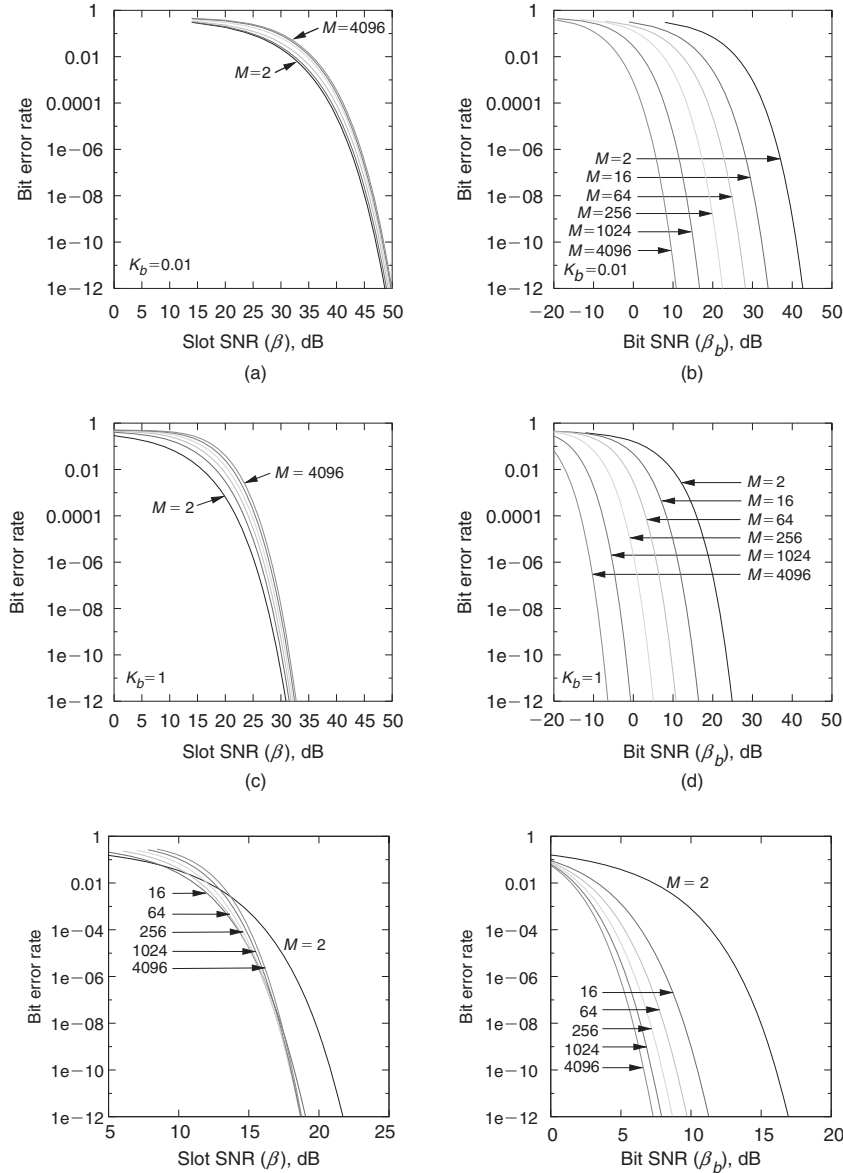 1
0.01
0.0001
1e−06
1e−08
1e−10
1e−12
Bit error rate
M=4096
M=2
K_b=0.01
0 5 10 15 20 25 30 35 40 45 50
Slot SNR (β), dB
(a)
1
0.01
0.0001
1e−06
1e−08
1e−10
1e−12
Bit error rate
M=2
M=16
M=64
M=256
M=1024
M=4096
K_b=0.01
−20 −10 0 10 20 30 40 50
Bit SNR (β_b), dB
(b)
1
0.01
0.0001
1e−06
1e−08
1e−10
1e−12
Bit error rate
M = 4096
M = 2
K_b=1
0 5 10 15 20 25 30 35 40 45 50
Slot SNR (β), dB
(c)
1
0.01
0.0001
1e−06
1e−08
1e−10
1e−12
Bit error rate
M=2
M=16
M=64
M=256
M=1024
M=4096
K_b=1
−20 −10 0 10 20 30 40 50
Bit SNR (β_b), dB
(d)
1
0.01
1e−04
1e−06
1e−08
1e−10
1e−12
Bit error rate
16
64
256
1024
4096
M = 2
5 10 15 20 25
Slot SNR (β), dB
1
0.01
1e−04
1e−06
1e−08
1e−10
1e−12
Bit error rate
M = 2
16
64
256
1024
4096
0 5 10 15 20
Bit SNR (β_b), dB